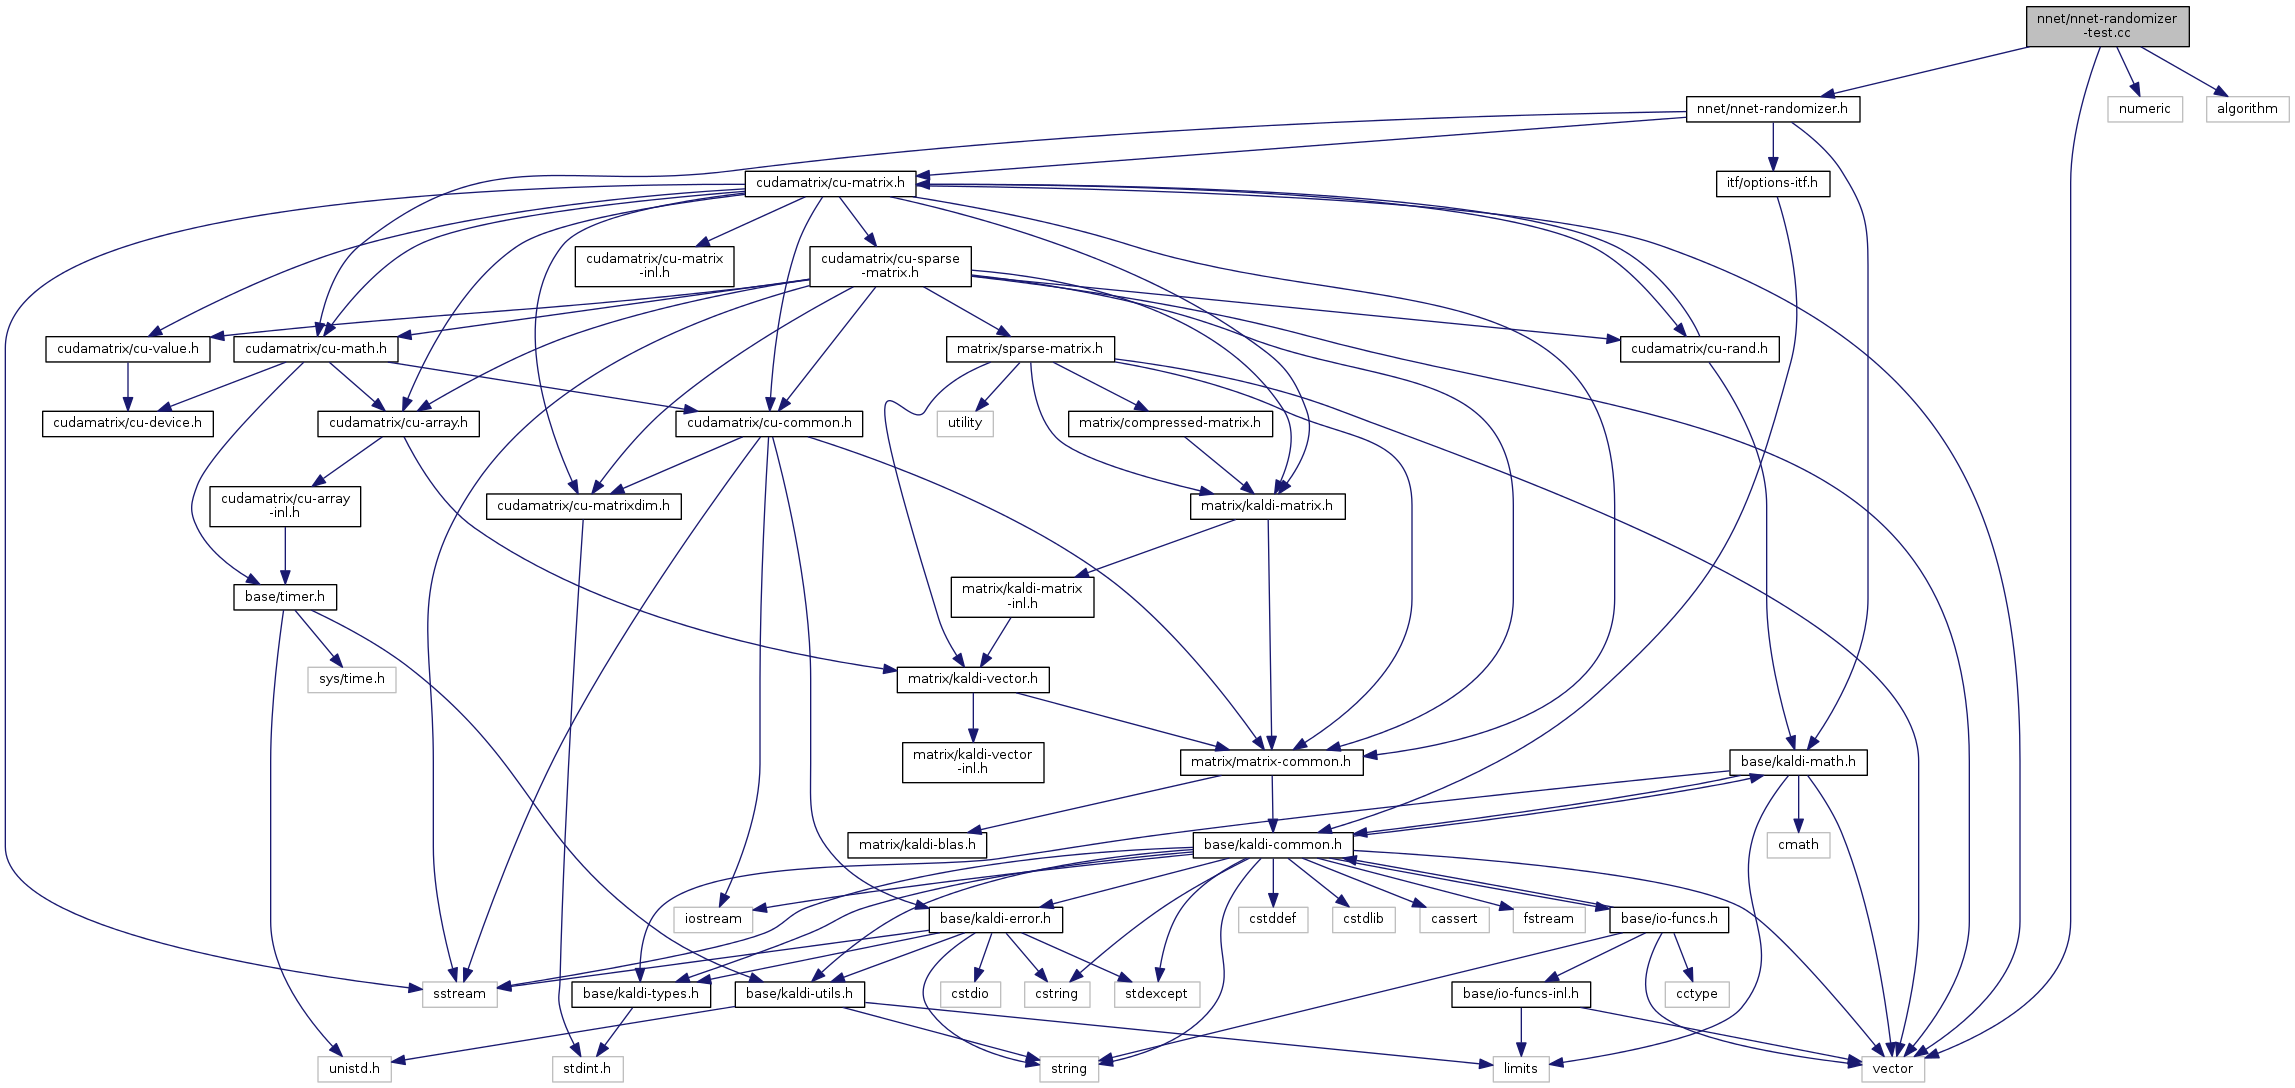 nnet/nnet-randomizer
-test.cc
nnet/nnet-randomizer.h
numeric
algorithm
cudamatrix/cu-matrix.h
itf/options-itf.h
cudamatrix/cu-matrix
-inl.h
cudamatrix/cu-sparse
-matrix.h
cudamatrix/cu-value.h
cudamatrix/cu-math.h
matrix/sparse-matrix.h
cudamatrix/cu-rand.h
cudamatrix/cu-device.h
cudamatrix/cu-array.h
cudamatrix/cu-common.h
utility
matrix/compressed-matrix.h
cudamatrix/cu-array
-inl.h
cudamatrix/cu-matrixdim.h
matrix/kaldi-matrix.h
base/timer.h
matrix/kaldi-matrix
-inl.h
sys/time.h
matrix/kaldi-vector.h
matrix/kaldi-vector
-inl.h
matrix/matrix-common.h
base/kaldi-math.h
matrix/kaldi-blas.h
base/kaldi-common.h
cmath
iostream
base/kaldi-error.h
cstddef
cstdlib
cassert
fstream
base/io-funcs.h
sstream
base/kaldi-types.h
base/kaldi-utils.h
cstdio
cstring
stdexcept
base/io-funcs-inl.h
cctype
unistd.h
stdint.h
string
limits
vector